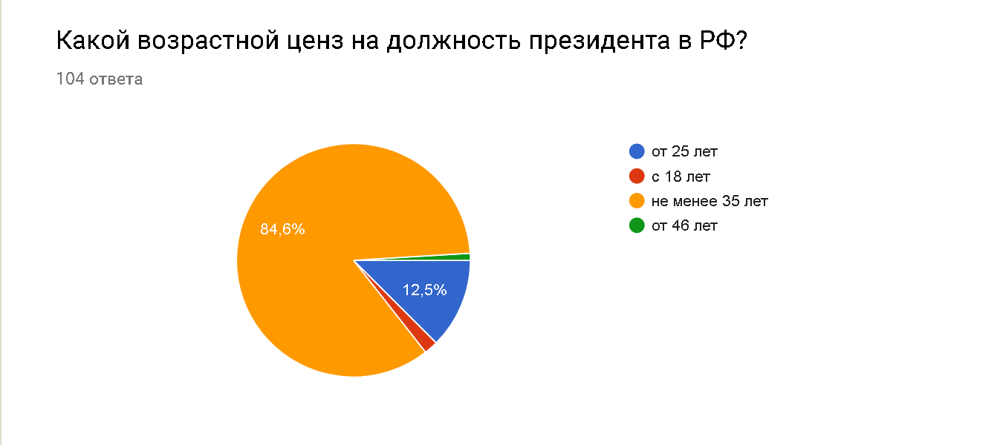 Какой возрастной ценз на должность президента в РФ?
104 ответа
от 25 лет
с 18 лет
не менее 35 лет
от 46 лет
84,6%
12,5%